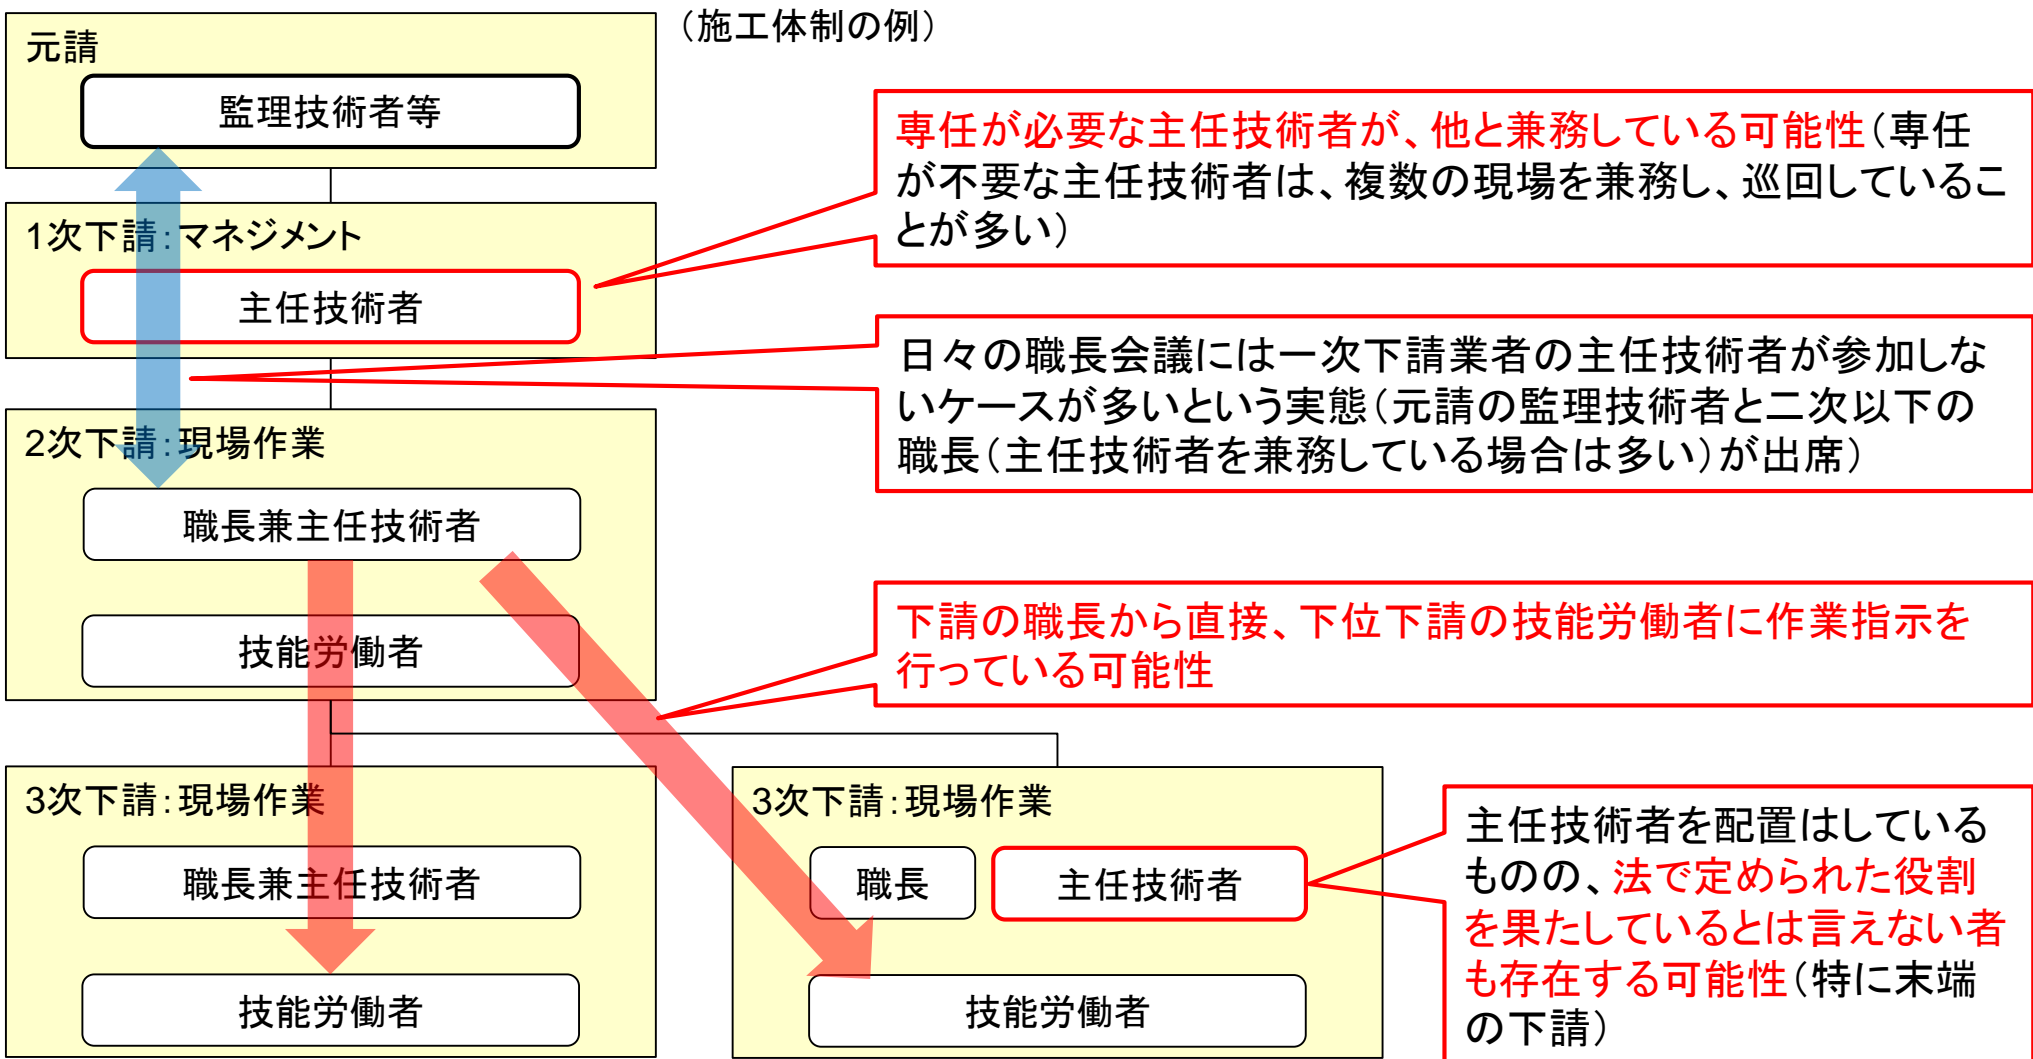 （施工体制の例）
元請
監理技術者等
専任が必要な主任技術者が、他と兼務している可能性（専任
が不要な主任技術者は、複数の現場を兼務し、巡回しているこ
とが多い）
1次下請：マネジメント
主任技術者
日々の職長会議には一次下請業者の主任技術者が参加しな
いケースが多いという実態（元請の監理技術者と二次以下の
職長（主任技術者を兼務している場合は多い）が出席）
2次下請：現場作業
職長兼主任技術者
技能労働者
下請の職長から直接、下位下請の技能労働者に作業指示を
行っている可能性
3次下請：現場作業
職長兼主任技術者
技能労働者
3次下請：現場作業
職長
主任技術者
技能労働者
主任技術者を配置はしている
ものの、法で定められた役割
を果たしているとは言えない者
も存在する可能性（特に末端
の下請）